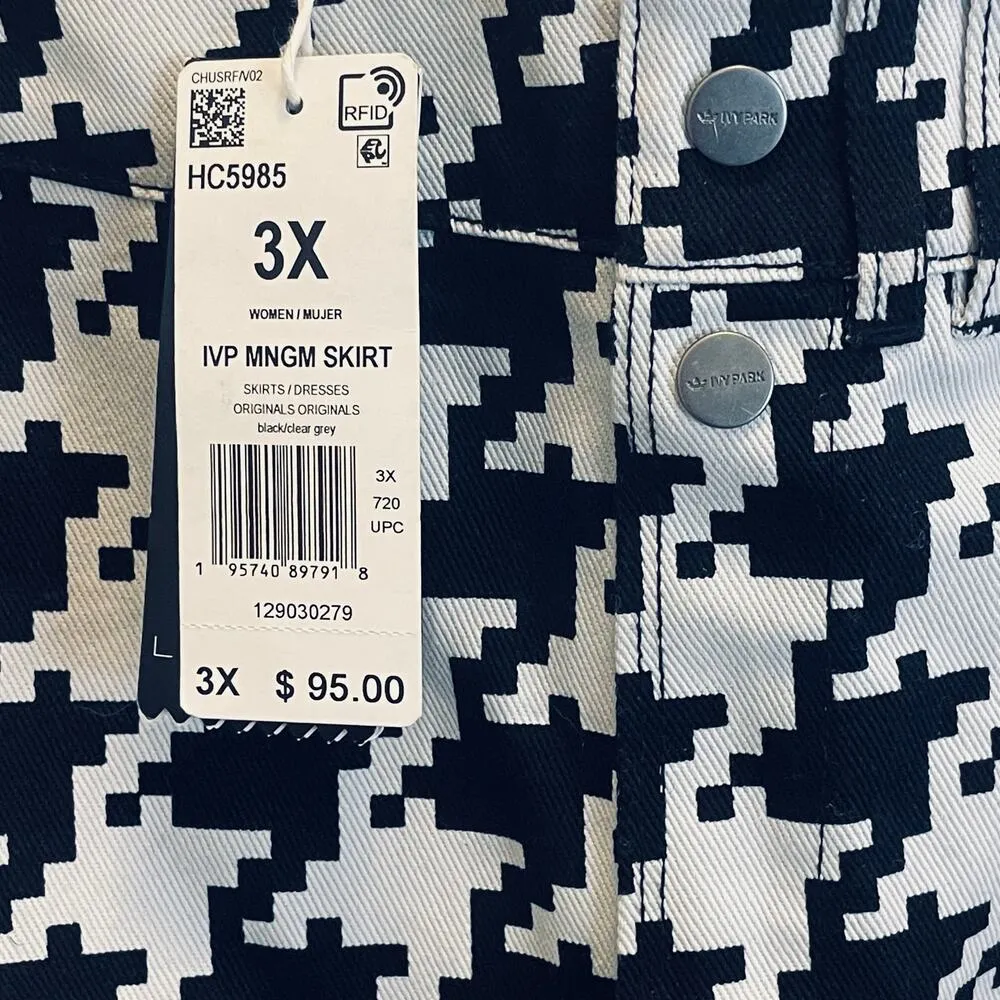 CHUSRF/V02
RFID
HC5985
3X
WOMEN / MUJER
IVP MNGM SKIRT
SKIRTS / DRESSES
ORIGINALS ORIGINALS
black/clear grey
3X
720
UPC
1 95740 89791 8
129030279
3X $ 95.00
L
IVY PARK
IVY PARK